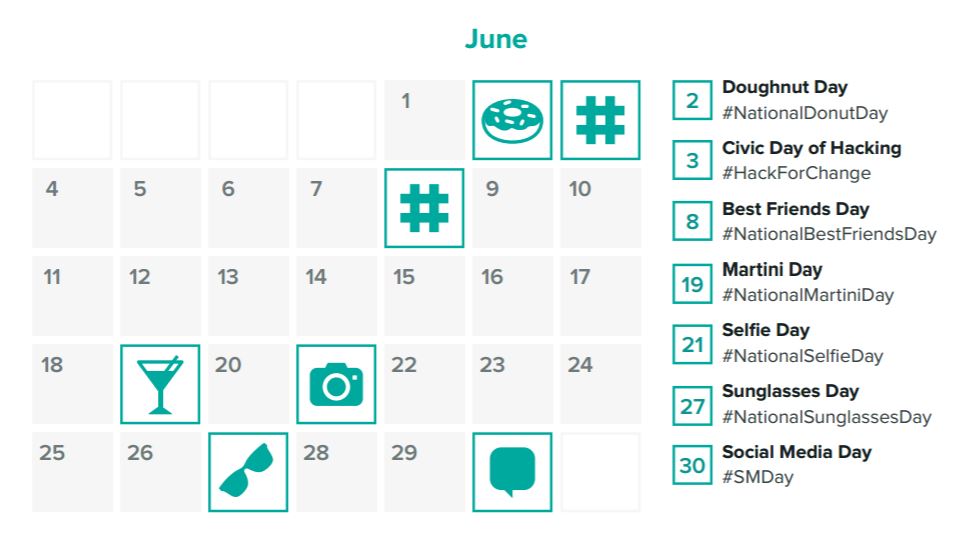 June
1
4 5 6 7 9 10
11 12 13 14 15 16 17
18 20 22 23 24
25 26 28 29
2 Doughnut Day
#NationalDonutDay
3 Civic Day of Hacking
#HackForChange
8 Best Friends Day
#NationalBestFriendsDay
19 Martini Day
#NationalMartiniDay
21 Selfie Day
#NationalSelfieDay
27 Sunglasses Day
#NationalSunglassesDay
30 Social Media Day
#SMDay